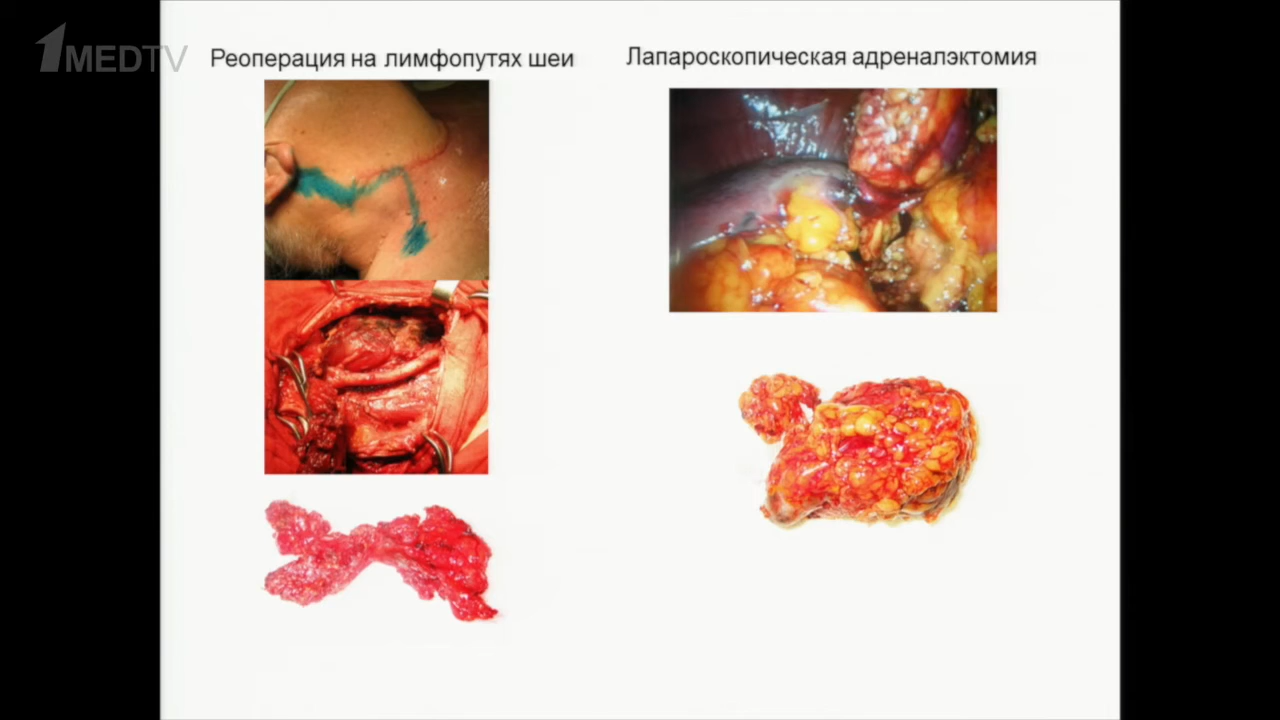 1MEDTV
Реоперация на лимфопутях шеи
Лапароскопическая адреналэктомия